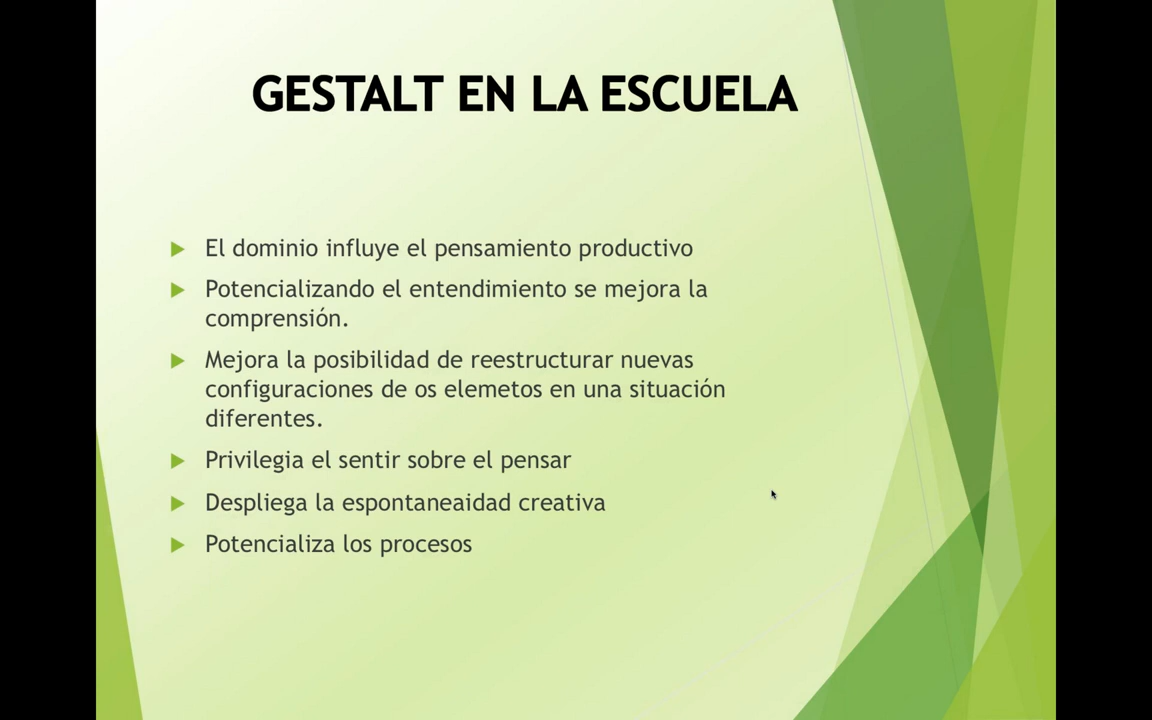 GESTALT EN LA ESCUELA
El dominio influye el pensamiento productivo
Potencializando el entendimiento se mejora la
comprensión.
Mejora la posibilidad de reestructurar nuevas
configuraciones de os elemetos en una situación
diferentes.
Privilegia el sentir sobre el pensar
Despliega la espontaneaidad creativa
Potencializa los procesos